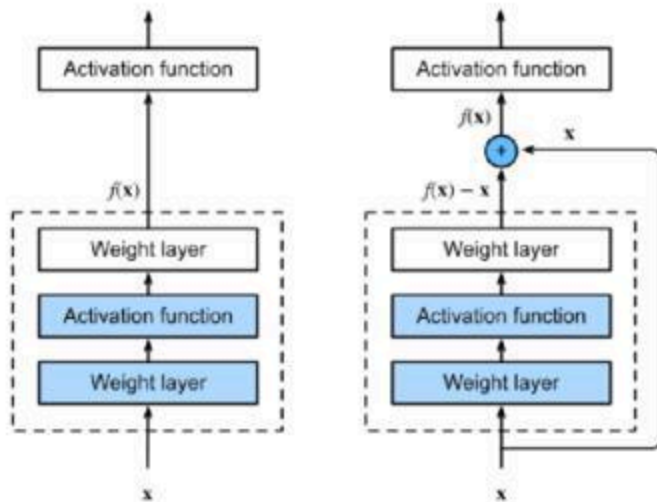 Activation function
f(x)
Weight layer
Activation function
Weight layer
x
Activation function
f(x)
x
+
f(x) − x
Weight layer
Activation function
Weight layer
x